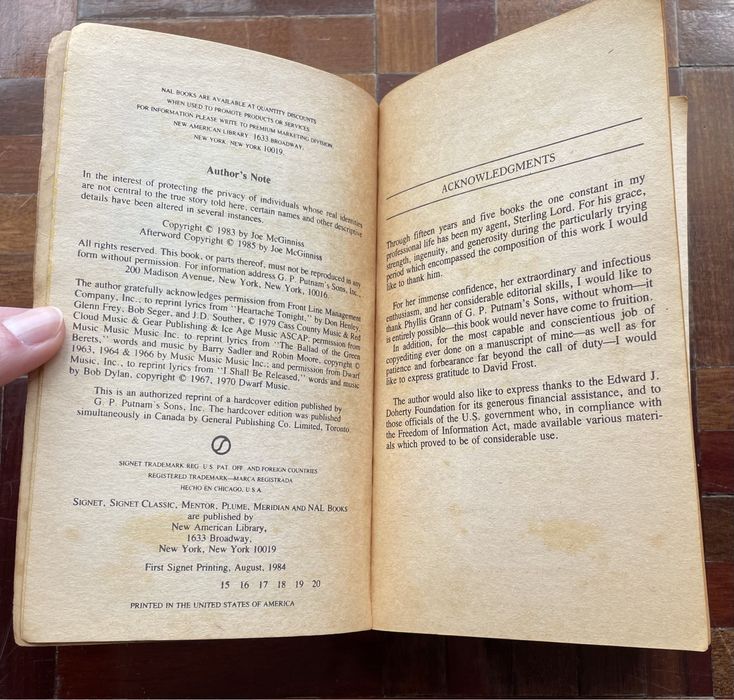 NAL BOOKS ARE AVAILABLE AT QUANTITY DISCOUNTS
WHEN USED TO PROMOTE PRODUCTS OR SERVICES.
FOR INFORMATION PLEASE WRITE TO PREMIUM MARKETING DIVISION,
NEW AMERICAN LIBRARY, 1633 BROADWAY,
NEW YORK, NEW YORK 10019.
Author's Note
In the interest of protecting the privacy of individuals whose real identities
are not central to the true story told here, certain names and other descriptive
details have been altered in several instances.
Copyright © 1983 by Joe McGinniss
Afterword Copyright © 1985 by Joe McGinniss
All rights reserved. This book, or parts thereof, must not be reproduced in any
form without permission. For information address G. P. Putnam's Sons, Inc.,
200 Madison Avenue, New York, New York, 10016.
The author gratefully acknowledges permission from Front Line Management
Company, Inc., to reprint lyrics from "Heartache Tonight," by Don Henley,
Glenn Frey, Bob Seger, and J.D. Souther, © 1979 Cass County Music & Red
Cloud Music & Gear Publishing & Ice Age Music ASCAP; permission from
Music Music Music Inc. to reprint lyrics from "The Ballad of the Green
Berets," words and music by Barry Sadler and Robin Moore, copyright ©
1963, 1964 & 1966 by Music Music Music Inc.; and permission from Dwarf
Music, Inc., to reprint lyrics from "I Shall Be Released," words and music
by Bob Dylan, copyright © 1967, 1970 Dwarf Music.
This is an authorized reprint of a hardcover edition published by
G. P. Putnam's Sons, Inc. The hardcover edition was published
simultaneously in Canada by General Publishing Co. Limited, Toronto.
SIGNET TRADEMARK REG. U.S. PAT. OFF. AND FOREIGN COUNTRIES
REGISTERED TRADEMARK—MARCA REGISTRADA
HECHO EN CHICAGO, U.S.A.
SIGNET, SIGNET CLASSIC, MENTOR, PLUME, MERIDIAN AND NAL BOOKS
are published by
New American Library,
1633 Broadway,
New York, New York 10019
First Signet Printing, August, 1984
15 16 17 18 19 20
PRINTED IN THE UNITED STATES OF AMERICA
ACKNOWLEDGMENTS
Through fifteen years and five books the one constant in my
professional life has been my agent, Sterling Lord. For his grace,
strength, ingenuity, and generosity during the particularly trying
period which encompassed the composition of this work I would
like to thank him.
For her immense confidence, her extraordinary and infectious
enthusiasm, and her considerable editorial skills, I would like to
thank Phyllis Grann of G. P. Putnam's Sons, without whom—it
is entirely possible—this book would never have come to fruition.
In addition, for the most capable and conscientious job of
copyediting ever done on a manuscript of mine—as well as for
patience and forbearance far beyond the call of duty—I would
like to express gratitude to David Frost.
The author would also like to express thanks to the Edward J.
Doherty Foundation for its generous financial assistance, and to
those officials of the U.S. government who, in compliance with
the Freedom of Information Act, made available various materi-
als which proved to be of considerable use.